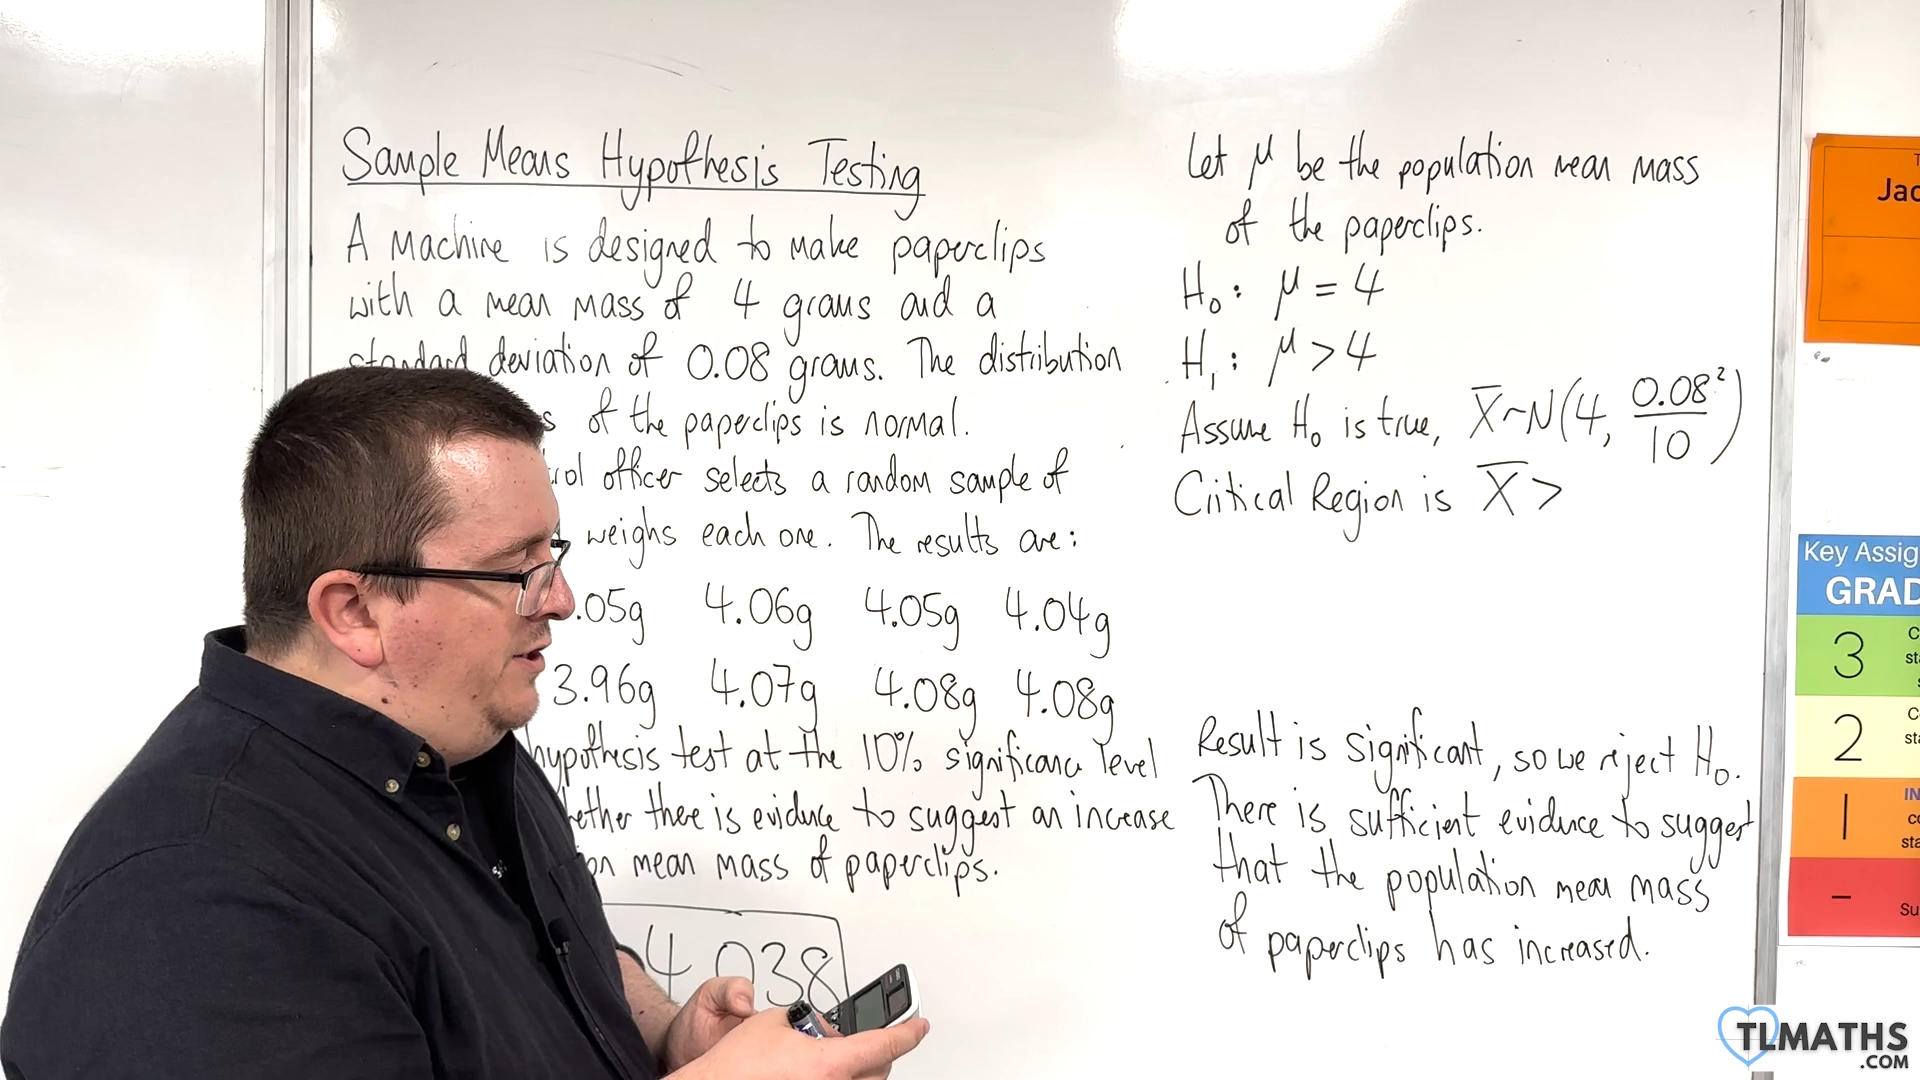 Sample Means Hypothesis Testing
A machine is designed to make paperclips
with a mean mass of 4 grams and a
standard deviation of 0.08 grams. The distribution
of the paperclips is normal.
officer selects a random sample of
weighs each one. The results are:
.05g 4.06g 4.05g 4.04g
3.96g 4.07g 4.08g 4.08g
hypothesis test at the 10% significance level
there is evidence to suggest an increase
mean mass of paperclips.
4.038
Let μ be the population mean mass
of the paperclips.
H₀: μ = 4
H₁: μ > 4
Assume H₀ is true, X̄~N(4, 0.08²/10)
Critical Region is X̄ >
Result is significant, so we reject H₀.
There is sufficient evidence to suggest
that the population mean mass
of paperclips has increased.
Jac
Key Assig
GRAD
3
2
1
-
Su
TLMATHS
.COM